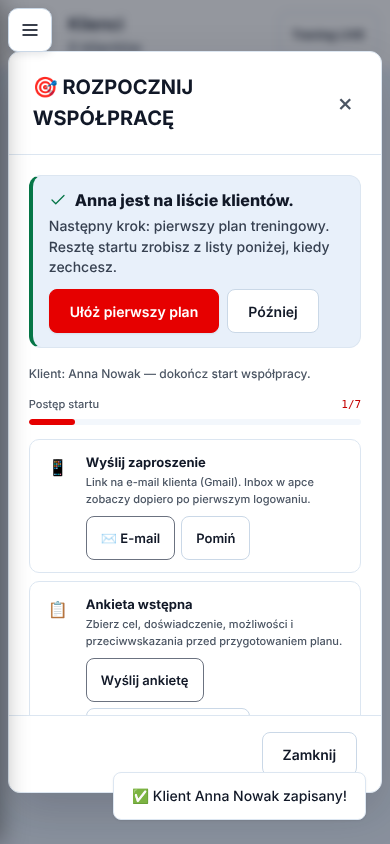 🎯 ROZPOCZNIJ
WSPÓŁPRACĘ
×
✓ Anna jest na liście klientów.
Następny krok: pierwszy plan treningowy.
Resztę startu zrobisz z listy poniżej, kiedy
zechcesz.
Ułóż pierwszy plan
Później
Klient: Anna Nowak — dokończ start współpracy.
Postęp startu
1/7
Wyślij zaproszenie
Link na e-mail klienta (Gmail). Inbox w apce
zobaczy dopiero po pierwszym logowaniu.
✉️ E-mail
Pomiń
Ankieta wstępna
Zbierz cel, doświadczenie, możliwości i
przeciwwskazania przed przygotowaniem planu.
Wyślij ankietę
Zamknij
✅ Klient Anna Nowak zapisany!